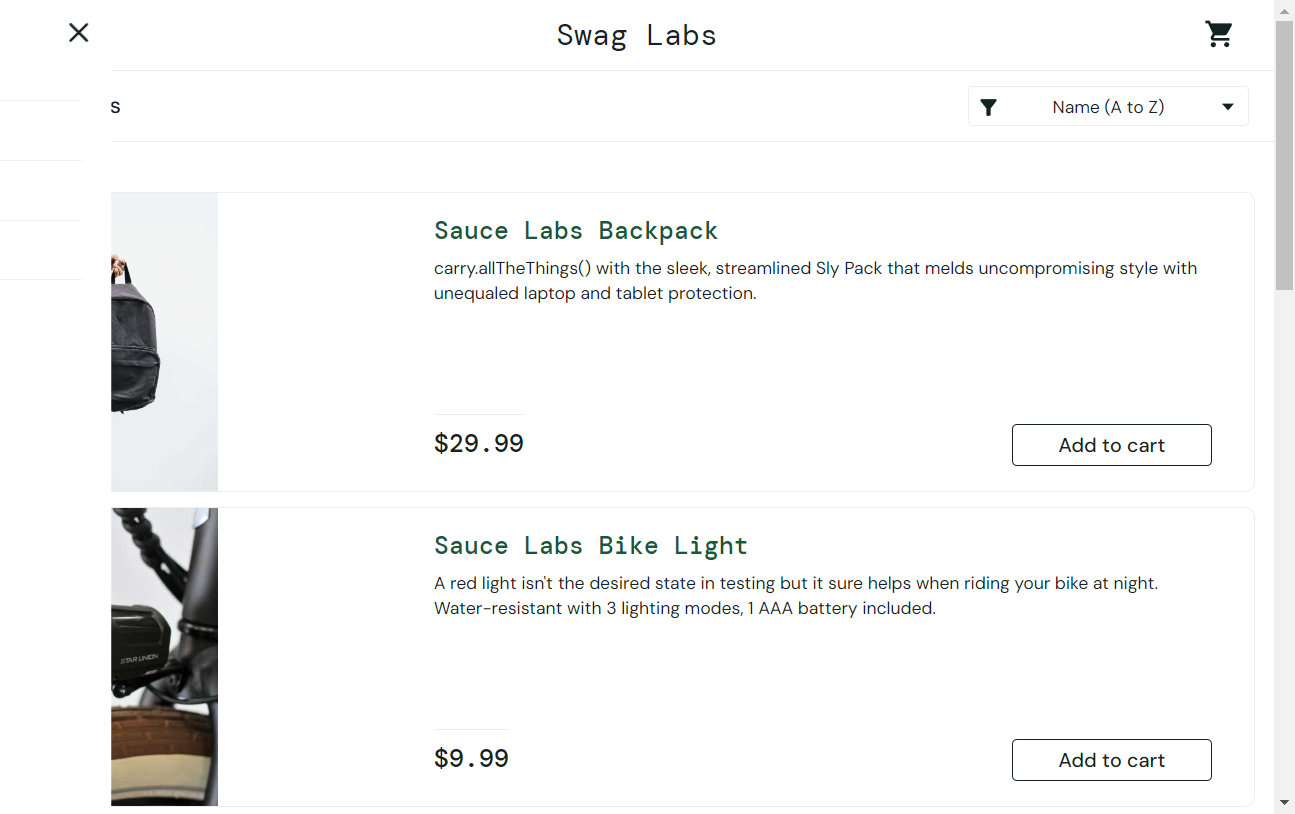 Swag Labs
s
Name (A to Z)
Sauce Labs Backpack
carry.allTheThings() with the sleek, streamlined Sly Pack that melds uncompromising style with
unequaled laptop and tablet protection.
$29.99
Add to cart
STAR UNION
Sauce Labs Bike Light
A red light isn't the desired state in testing but it sure helps when riding your bike at night.
Water-resistant with 3 lighting modes, 1 AAA battery included.
$9.99
Add to cart